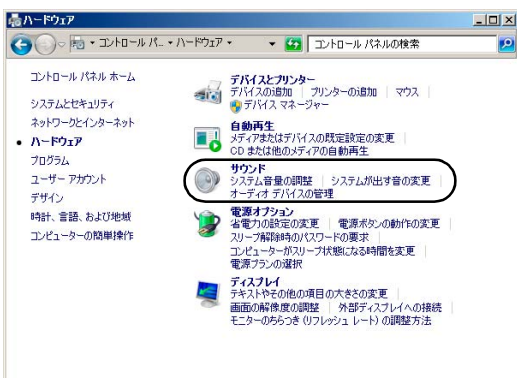 ハードウェア
コントロール パ... ▸ ハードウェア ▸
コントロール パネルの検索
コントロール パネル ホーム
システムとセキュリティ
ネットワークとインターネット
ハードウェア
プログラム
ユーザー アカウント
デザイン
時計、言語、および地域
コンピューターの簡単操作
デバイスとプリンター
デバイスの追加 | プリンターの追加 | マウス
デバイス マネージャー
自動再生
メディアまたはデバイスの既定設定の変更
CD または他のメディアの自動再生
サウンド
システム音量の調整 | システムが出す音の変更
オーディオ デバイスの管理
電源オプション
省電力の設定の変更 | 電源ボタンの動作の変更
スリープ解除時のパスワードの要求
コンピューターがスリープ状態になる時間を変更
電源プランの選択
ディスプレイ
テキストやその他の項目の大きさの変更
画面の解像度の調整 | 外部ディスプレイへの接続
モニターのちらつき (リフレッシュ レート) の調整方法